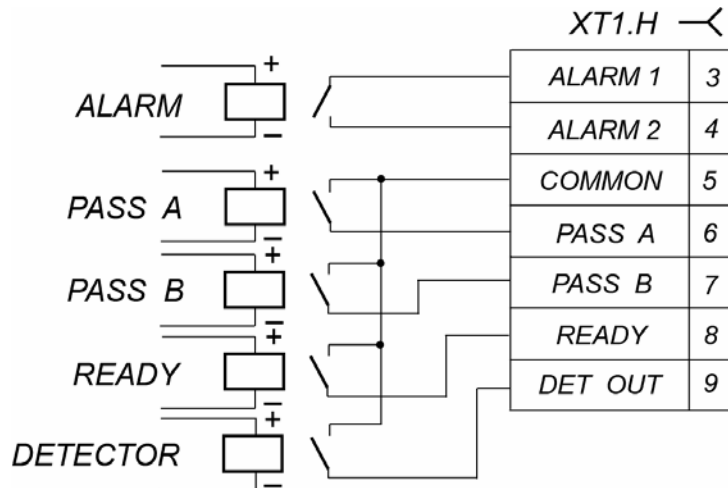 XT1.H
+
ALARM
−
ALARM 1 3
ALARM 2 4
+
PASS A
−
COMMON 5
PASS A 6
+
PASS B
−
PASS B 7
+
READY
−
READY 8
+
DETECTOR
−
DET OUT 9